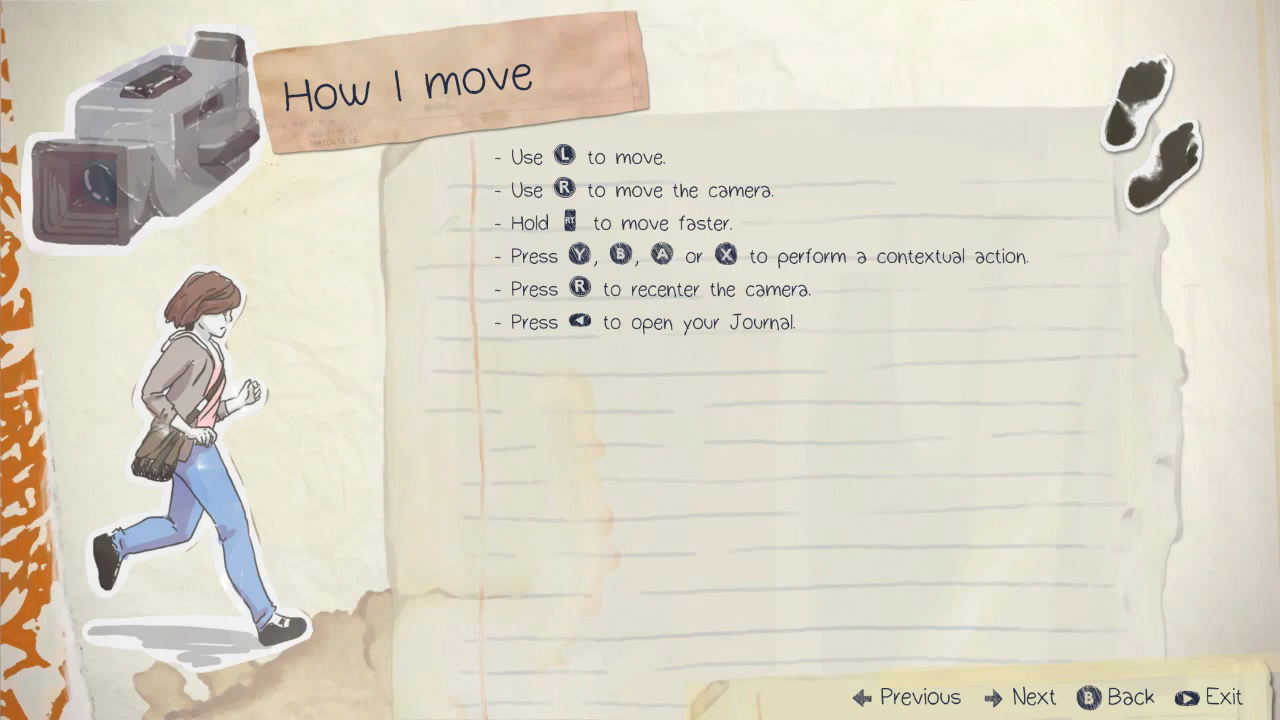 How I move
- Use L to move.
- Use R to move the camera.
- Hold RT to move faster.
- Press Y, B, A or X to perform a contextual action.
- Press R to recenter the camera.
- Press to open your Journal.
Previous Next B Back Exit